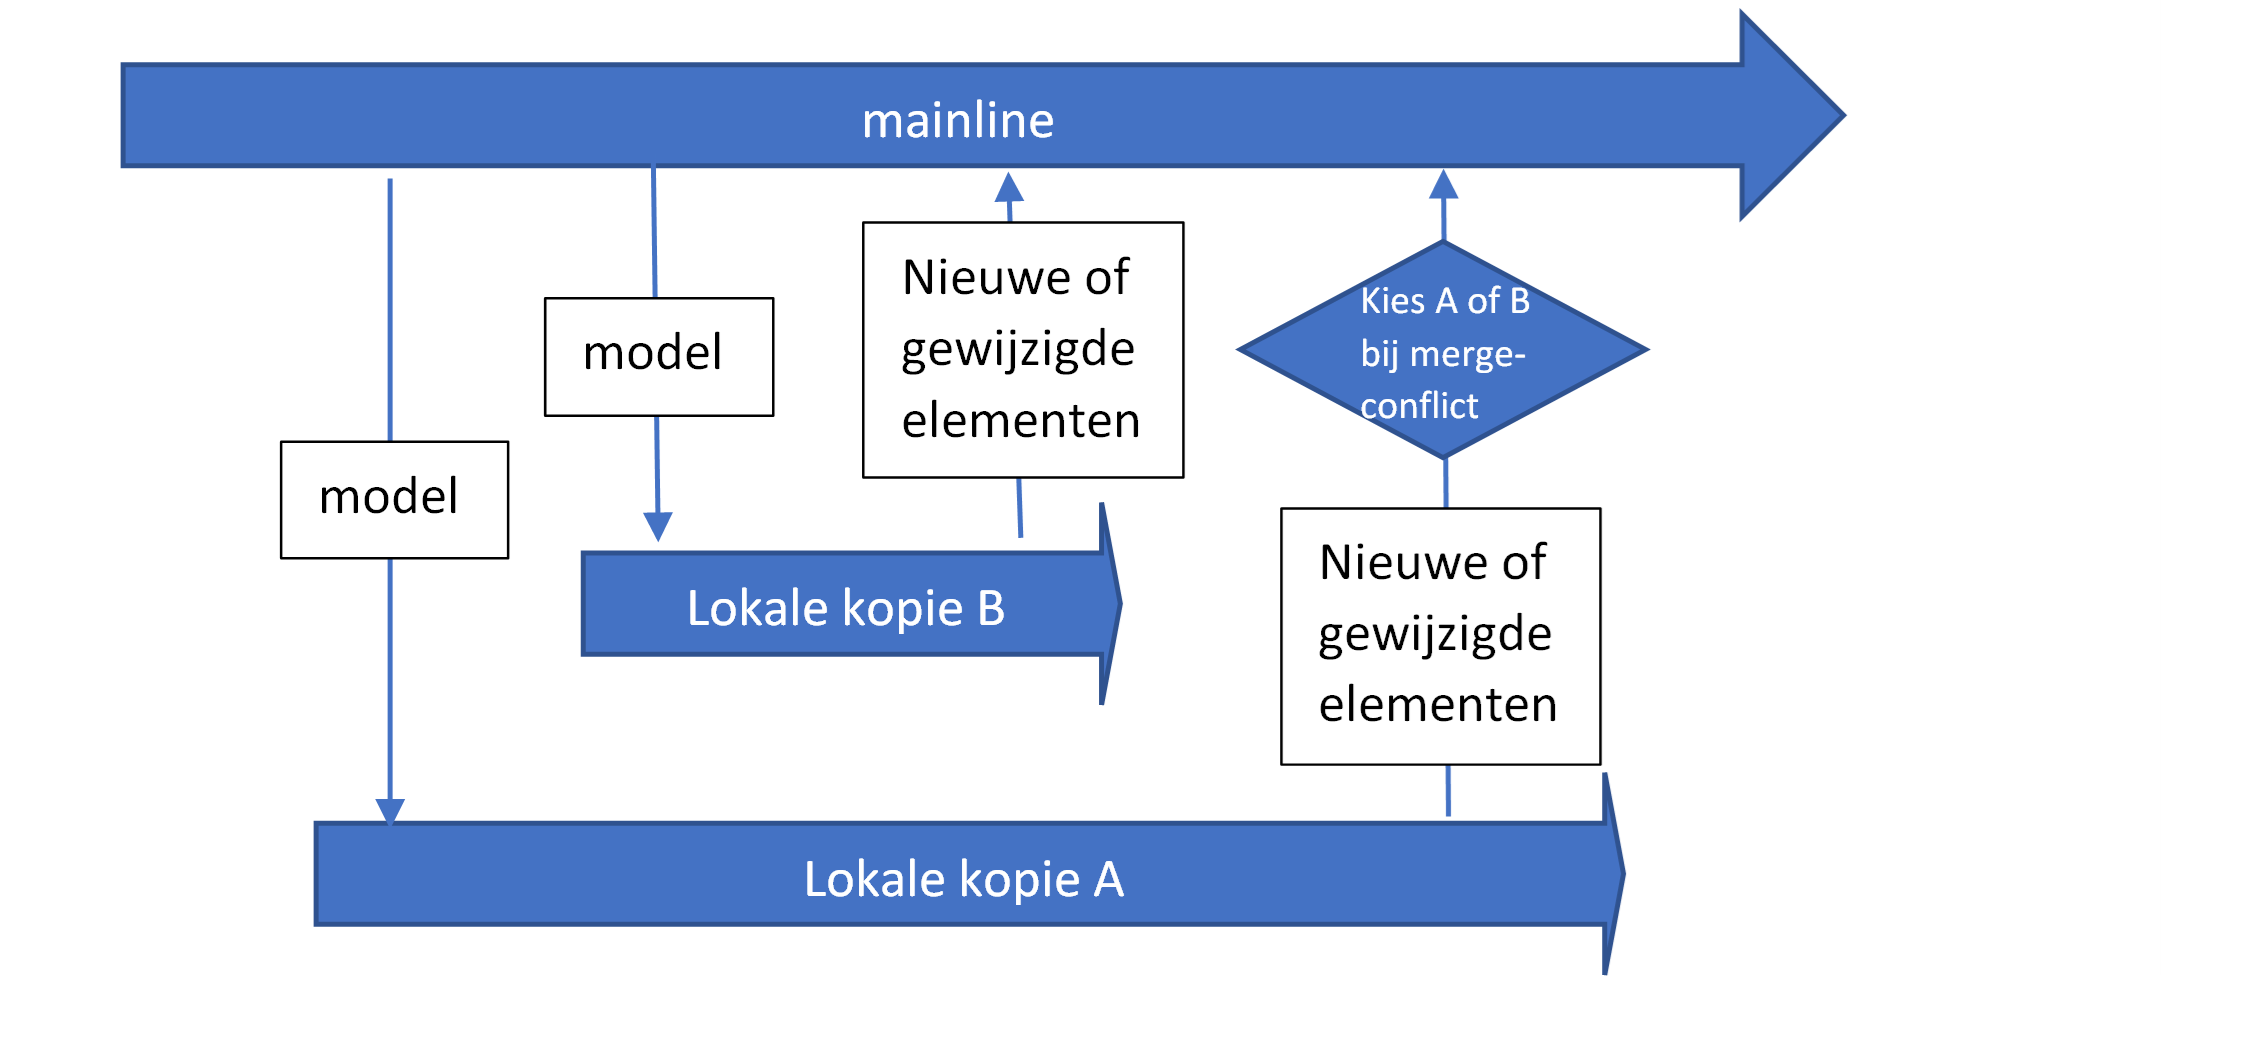 mainline
model
model
Nieuwe of
gewijzigde
elementen
Kies A of B
bij merge-
conflict
Lokale kopie B
Nieuwe of
gewijzigde
elementen
Lokale kopie A